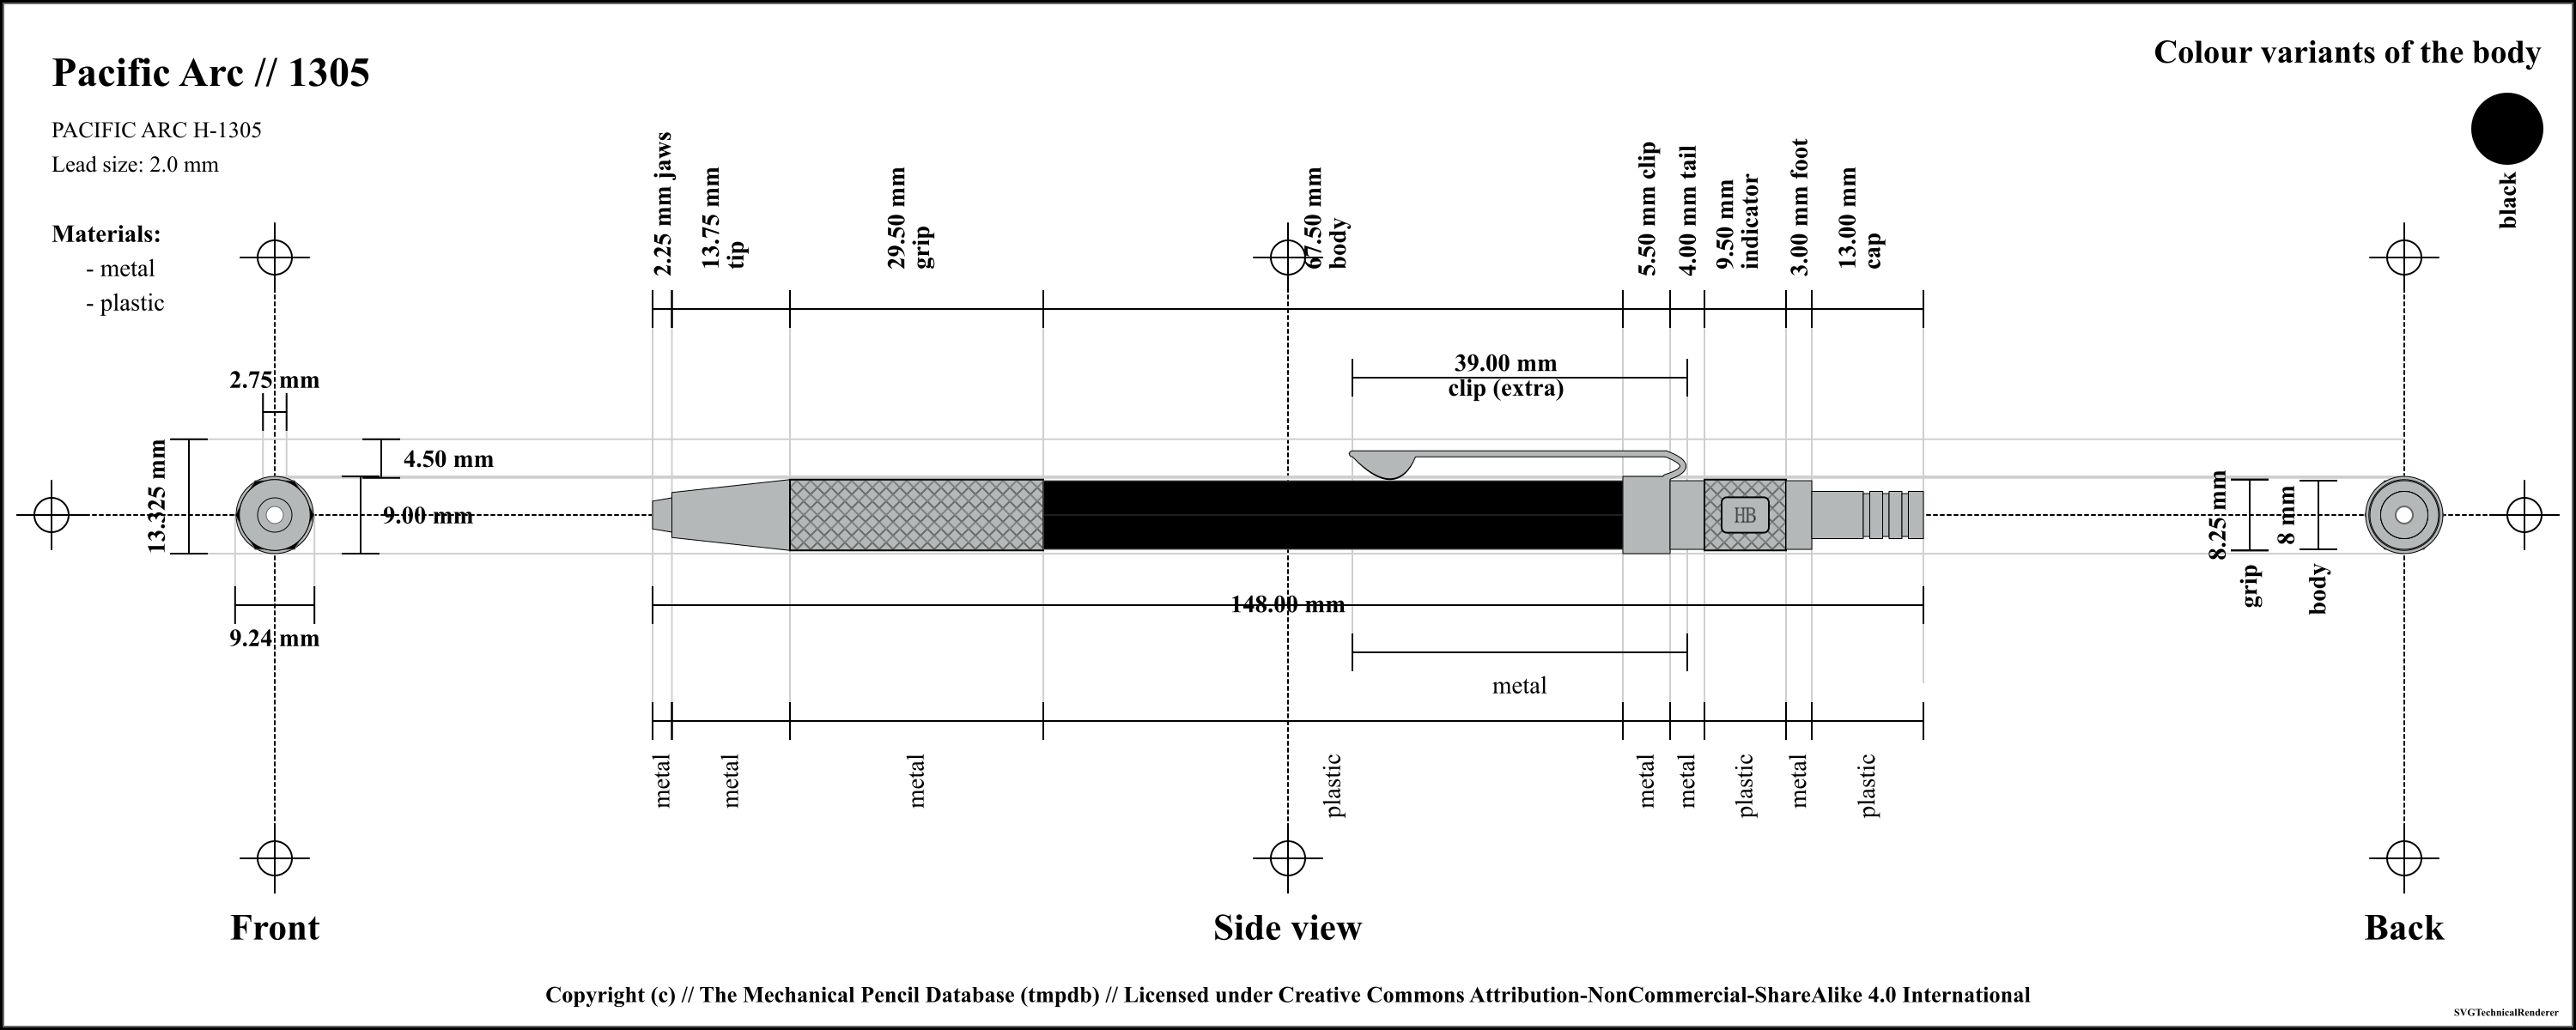 Pacific Arc // 1305
PACIFIC ARC H-1305
Lead size: 2.0 mm
Materials:
- metal
- plastic
Colour variants of the body
black
2.25 mm jaws
13.75 mm
tip
29.50 mm
grip
67.50 mm
body
5.50 mm clip
4.00 mm tail
9.50 mm
indicator
3.00 mm foot
13.00 mm
cap
39.00 mm
clip (extra)
2.75 mm
13.325 mm
4.50 mm
9.00 mm
9.24 mm
HB
148.00 mm
8.25 mm
grip
8 mm
body
metal
metal
metal
metal
plastic
metal
metal
plastic
metal
plastic
Front
Side view
Back
Copyright (c) // The Mechanical Pencil Database (tmpdb) // Licensed under Creative Commons Attribution-NonCommercial-ShareAlike 4.0 International
SVGTechnicalRenderer